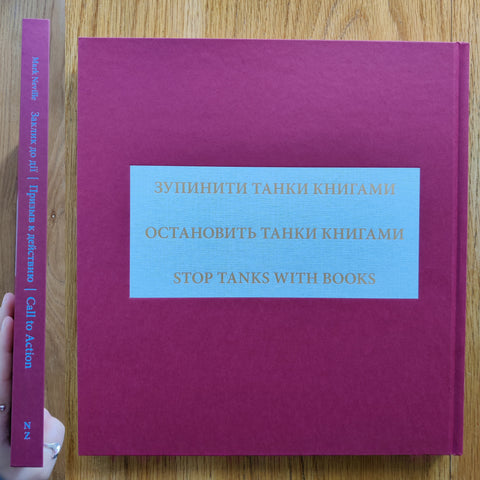 Mark Neville Заклик до дії | Призыв к действию | Call to Action
NZ
ЗУПИНИТИ ТАНКИ КНИГАМИ
ОСТАНОВИТЬ ТАНКИ КНИГАМИ
STOP TANKS WITH BOOKS